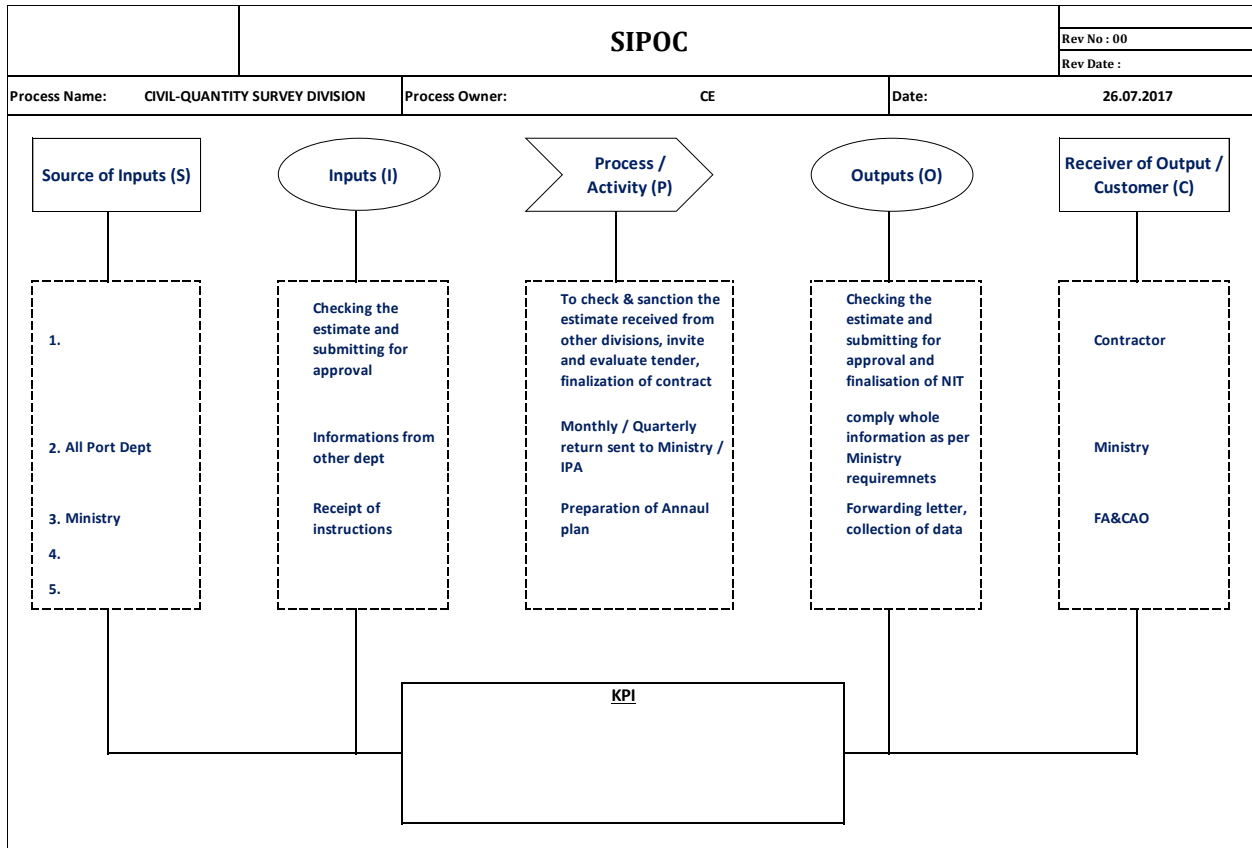 SIPOC
Rev No : 00
Rev Date :
Process Name: CIVIL-QUANTITY SURVEY DIVISION Process Owner: CE Date: 26.07.2017
Source of Inputs (S)
Inputs (I)
Process /
Activity (P)
Outputs (O)
Receiver of Output /
Customer (C)
1.
Checking the
estimate and
submitting for
approval
To check & sanction the
estimate received from
other divisions, invite
and evaluate tender,
finalization of contract
Checking the
estimate and
submitting for
approval and
finalisation of NIT
Contractor
2. All Port Dept
Informations from
other dept
Monthly / Quarterly
return sent to Ministry /
IPA
comply whole
information as per
Ministry
requiremnets
Ministry
3. Ministry
Receipt of
instructions
Preparation of Annaul
plan
Forwarding letter,
collection of data
FA&CAO
4.
5.
KPI